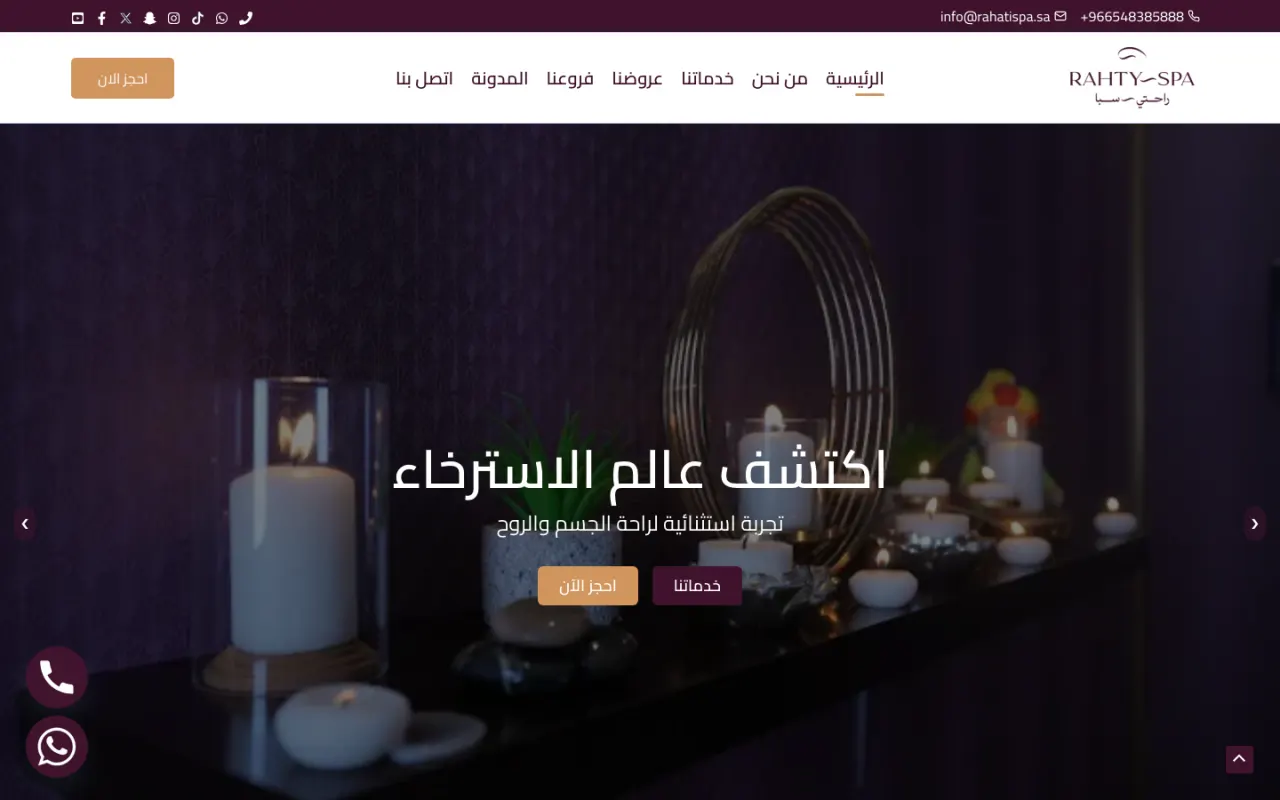 +966548385888
info@rahatispa.sa
RAHTY SPA
راحتي سبا
الرئيسية
من نحن
خدماتنا
عروضنا
فروعنا
المدونة
اتصل بنا
احجز الان
اكتشف عالم الاسترخاء
تجربة استثنائية لراحة الجسم والروح
خدماتنا
احجز الآن